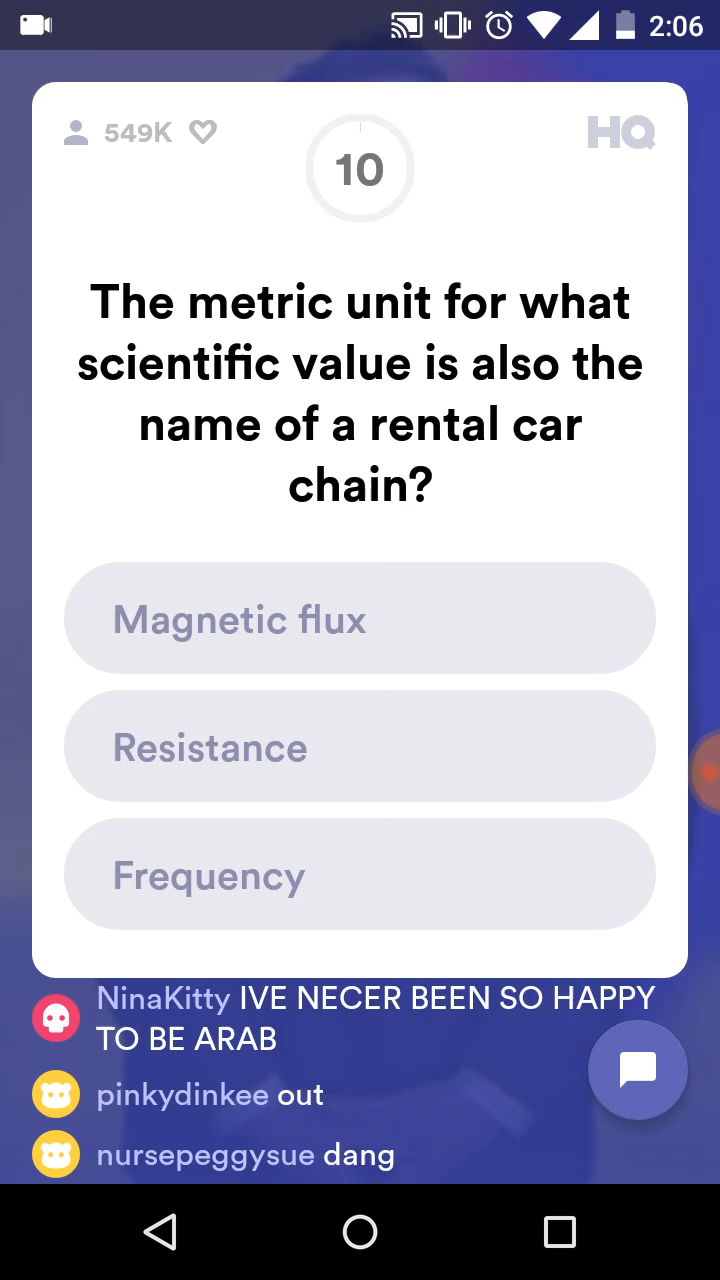 2:06
549K
10
HQ
The metric unit for what
scientific value is also the
name of a rental car
chain?
Magnetic flux
Resistance
Frequency
NinaKitty IVE NECER BEEN SO HAPPY
TO BE ARAB
pinkydinkee out
nursepeggysue dang